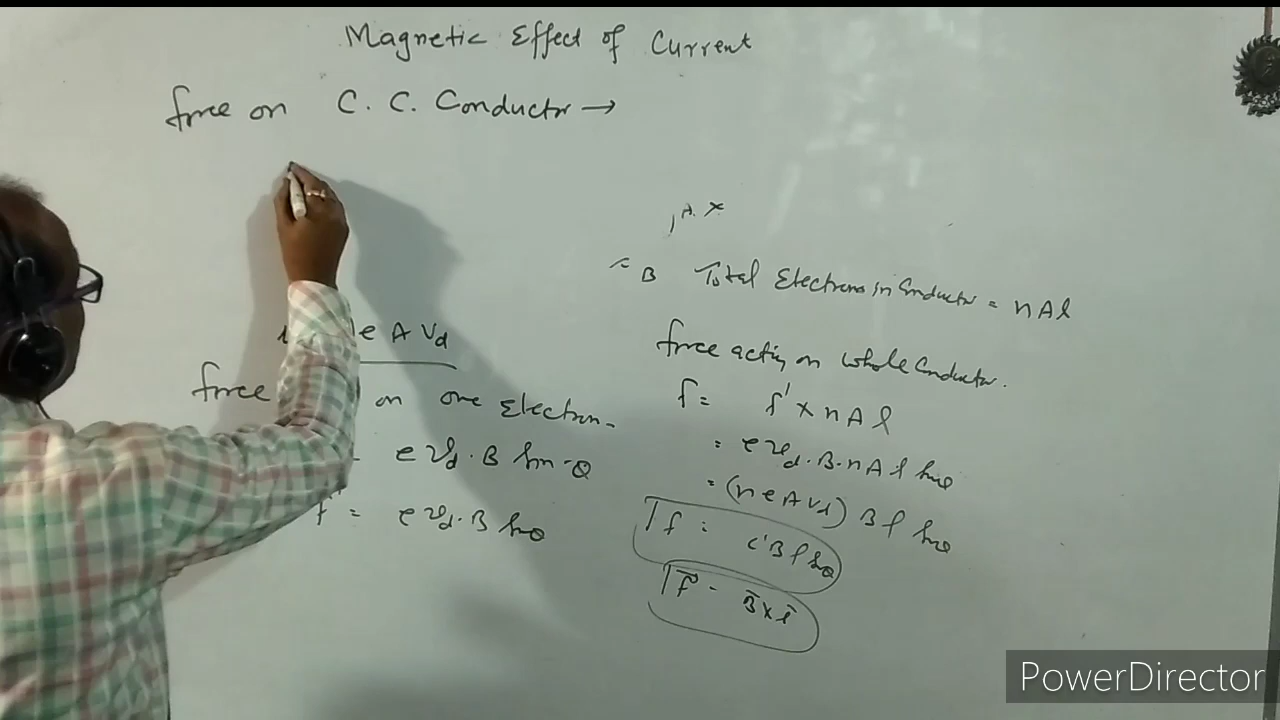 Magnetic Effect of Current
force on C. C. Conductor →
e A Vd
force on one Electron.
e vd . B Sin θ
f' = e vd . B Sinθ
B Total Electrons in Conductor = nAl
force acting on whole Conductor.
f = f' x n A l
= e vd . B . n A l Sinθ
= (n e A vd) B l Sinθ
f = i B l Sinθ
PowerDirector